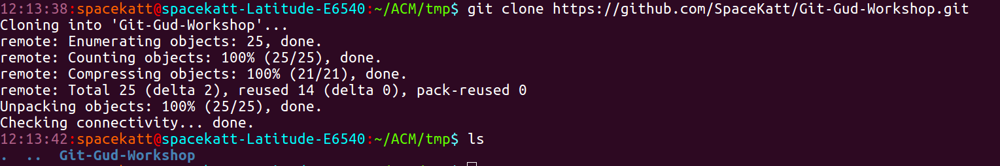 12:13:38:spacekatt@spacekatt-Latitude-E6540:~/ACM/tmp$ git clone https://github.com/SpaceKatt/Git-Gud-Workshop.git
Cloning into 'Git-Gud-Workshop'...
remote: Enumerating objects: 25, done.
remote: Counting objects: 100% (25/25), done.
remote: Compressing objects: 100% (21/21), done.
remote: Total 25 (delta 2), reused 14 (delta 0), pack-reused 0
Unpacking objects: 100% (25/25), done.
Checking connectivity... done.
12:13:42:spacekatt@spacekatt-Latitude-E6540:~/ACM/tmp$ ls
.  ..  Git-Gud-Workshop